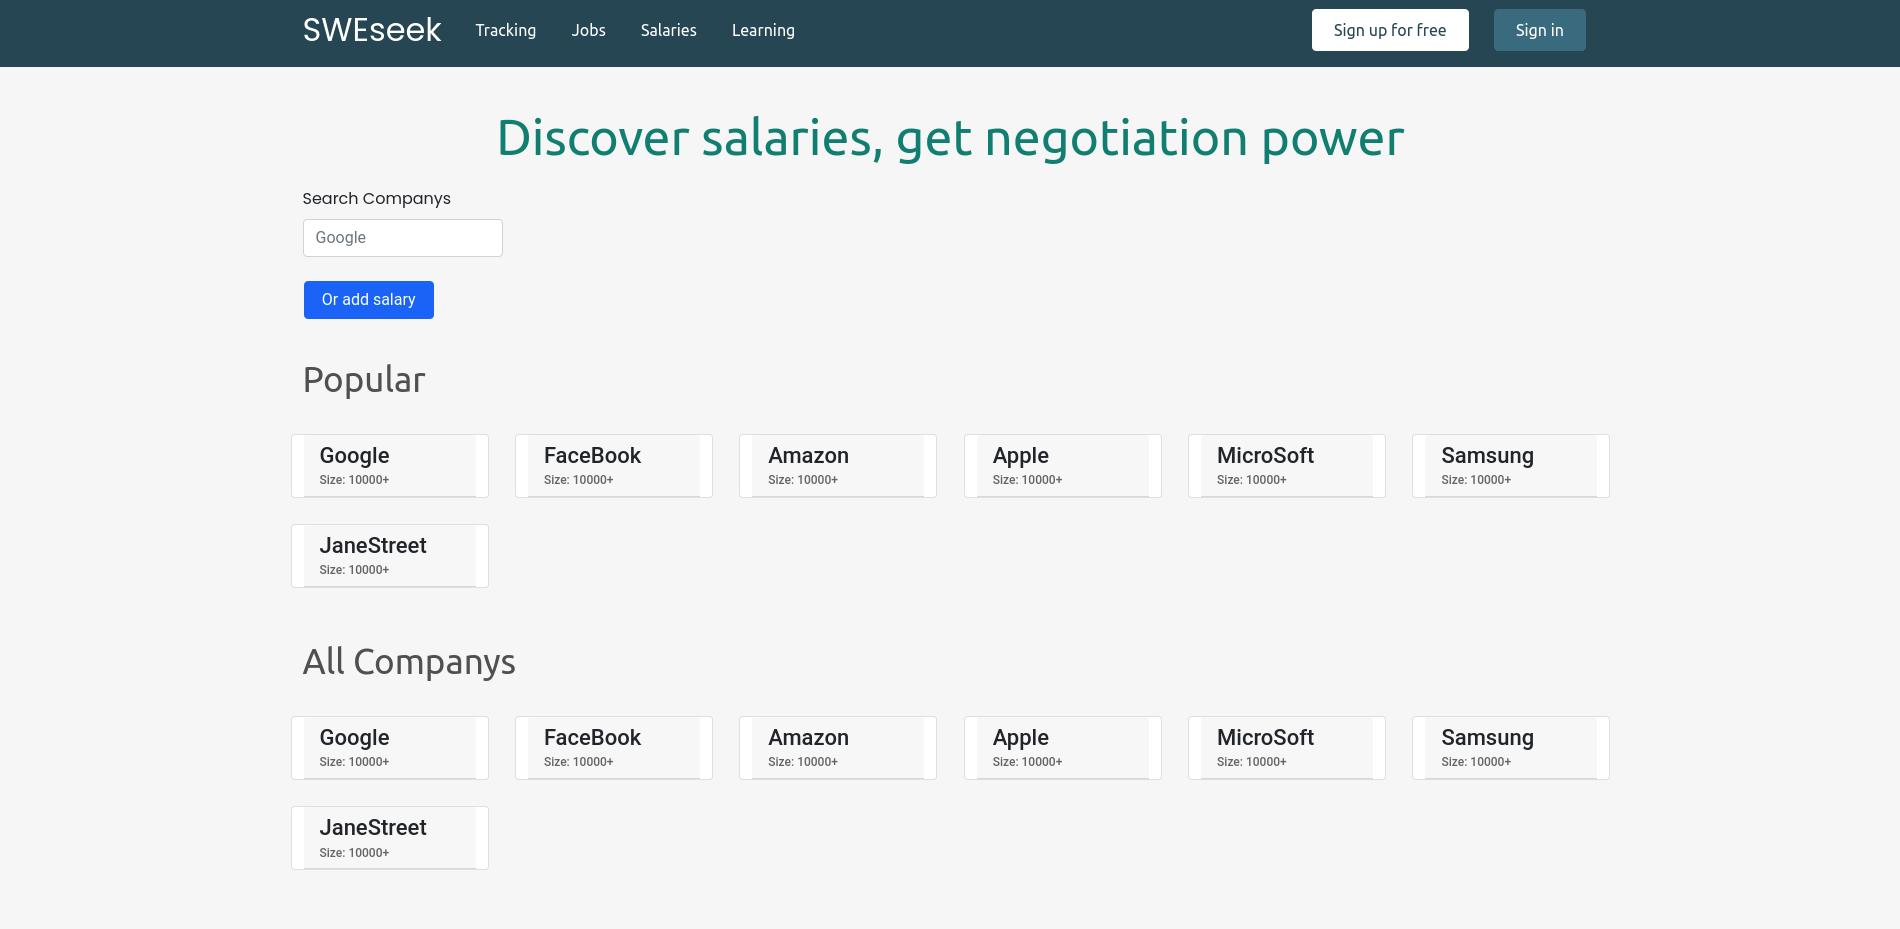 SWEseek Tracking Jobs Salaries Learning Sign up for free Sign in
Discover salaries, get negotiation power
Search Companys
Google
Or add salary
Popular
Google FaceBook Amazon Apple MicroSoft Samsung
Size: 10000+ Size: 10000+ Size: 10000+ Size: 10000+ Size: 10000+ Size: 10000+
JaneStreet
Size: 10000+
All Companys
Google FaceBook Amazon Apple MicroSoft Samsung
Size: 10000+ Size: 10000+ Size: 10000+ Size: 10000+ Size: 10000+ Size: 10000+
JaneStreet
Size: 10000+